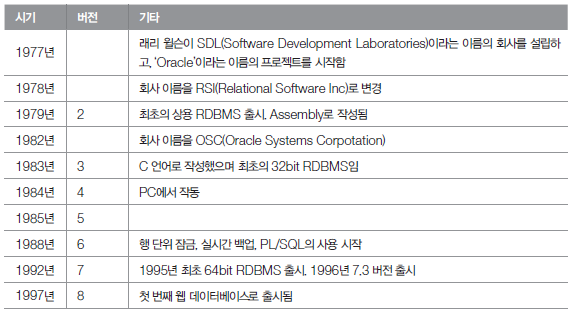 시기 버전 기타
1977년 래리 윌슨이 SDL(Software Development Laboratories)이라는 이름의 회사를 설립하
고, 'Oracle'이라는 이름의 프로젝트를 시작함
1978년 회사 이름을 RSI(Relational Software Inc)로 변경
1979년 2 최초의 상용 RDBMS 출시, Assembly로 작성됨
1982년 회사 이름을 OSC(Oracle Systems Corpotation)
1983년 3 C 언어로 작성했으며 최초의 32bit RDBMS임
1984년 4 PC에서 작동
1985년 5
1988년 6 행 단위 잠금, 실시간 백업, PL/SQL의 사용 시작
1992년 7 1995년 최초 64bit RDBMS 출시, 1996년 7.3 버전 출시
1997년 8 첫 번째 웹 데이터베이스로 출시됨